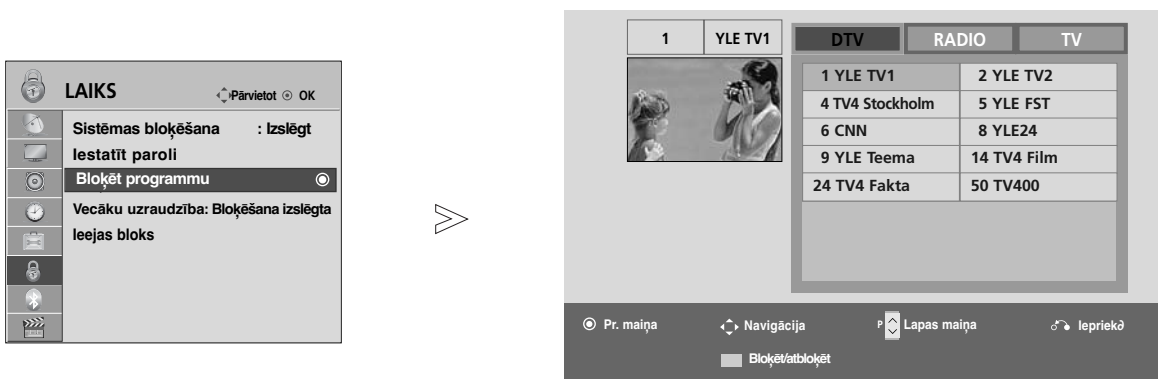 LAIKS Pārvietot OK
Sistēmas bloķēšana : Izslēgt
Iestatīt paroli
Bloķēt programmu
Vecāku uzraudzība: Bloķēšana izslēgta
Ieejas bloks
1 YLE TV1
DTV RADIO TV
1 YLE TV1 2 YLE TV2
4 TV4 Stockholm 5 YLE FST
6 CNN 8 YLE24
9 YLE Teema 14 TV4 Film
24 TV4 Fakta 50 TV400
Pr. maiņa Navigācija P Lapas maiņa Iepriek∂
Bloķēt/atbloķēt